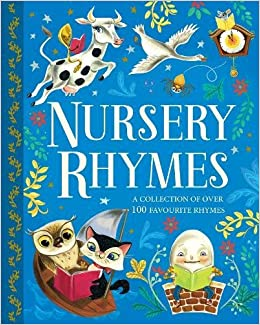 NURSERY
RHYMES
A COLLECTION OF OVER
100 FAVOURITE RHYMES